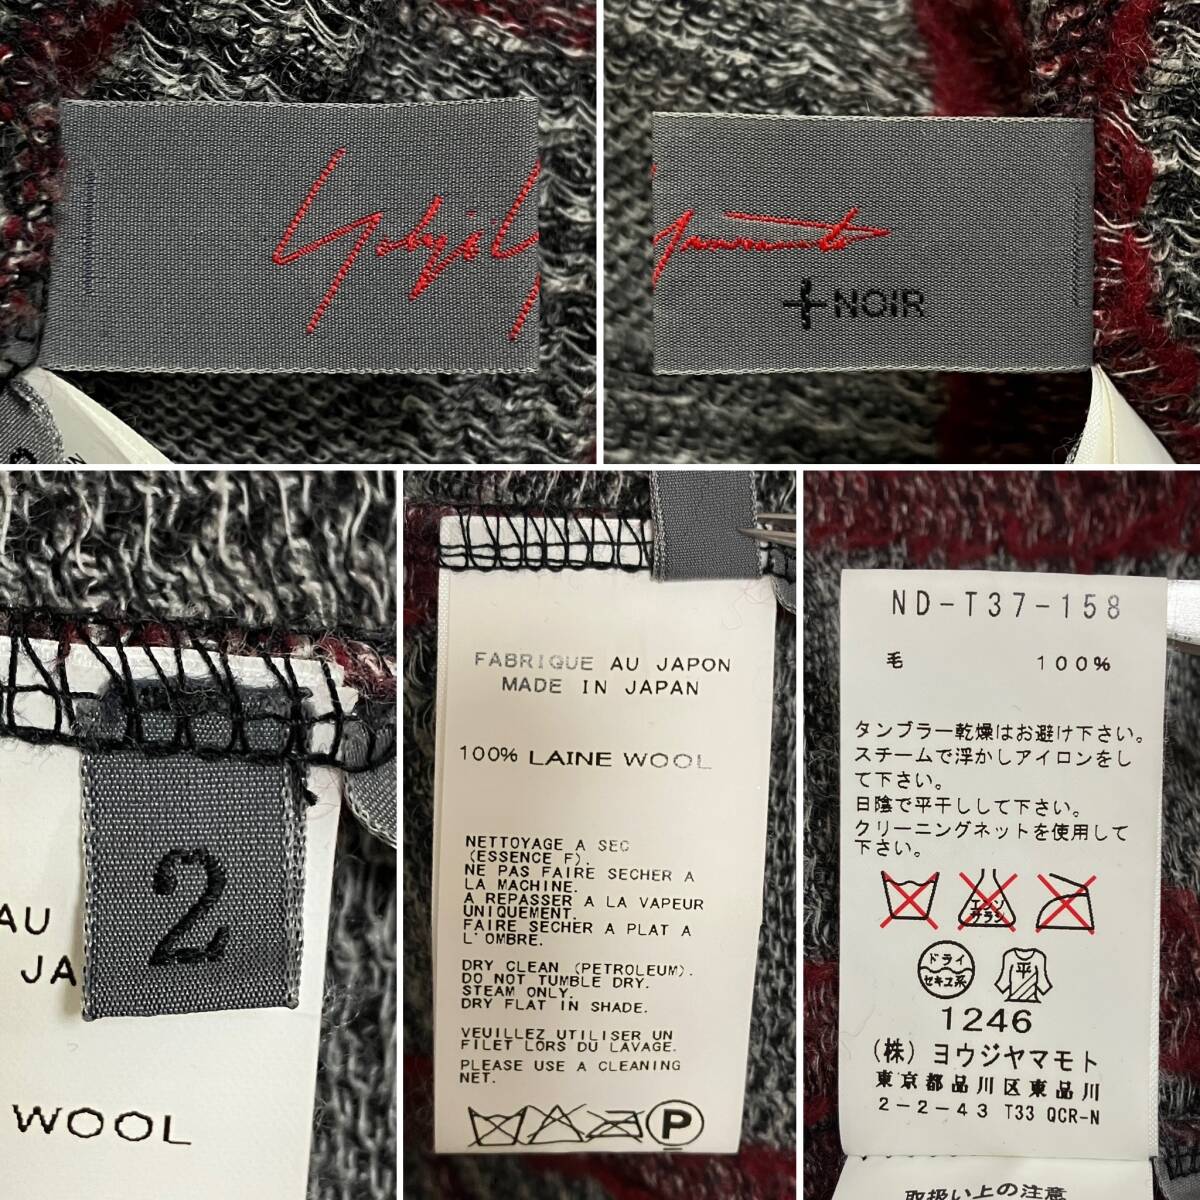 Yohji Y
Yamamoto
+NOIR
AU
JA
2
WOOL
FABRIQUE AU JAPON
MADE IN JAPAN
100% LAINE WOOL
NETTOYAGE A SEC
(ESSENCE F).
NE PAS FAIRE SECHER A
LA MACHINE.
A REPASSER A LA VAPEUR
UNIQUEMENT.
FAIRE SECHER A PLAT A
L'OMBRE.
DRY CLEAN (PETROLEUM).
DO NOT TUMBLE DRY.
STEAM ONLY.
DRY FLAT IN SHADE.
VEUILLEZ UTILISER UN
FILET LORS DU LAVAGE.
PLEASE USE A CLEANING
NET.
P
ND-T37-158
毛 100%
タンブラー乾燥はお避け下さい。
スチームで浮かしアイロンをし
て下さい。
日陰で平干しして下さい。
クリーニングネットを使用して
下さい。
エンソ
サラシ
ドライ
セキユ系
平
1246
(株) ヨウジヤマモト
東京都品川区東品川
2-2-43 T33 QCR-N
取扱い上の注意